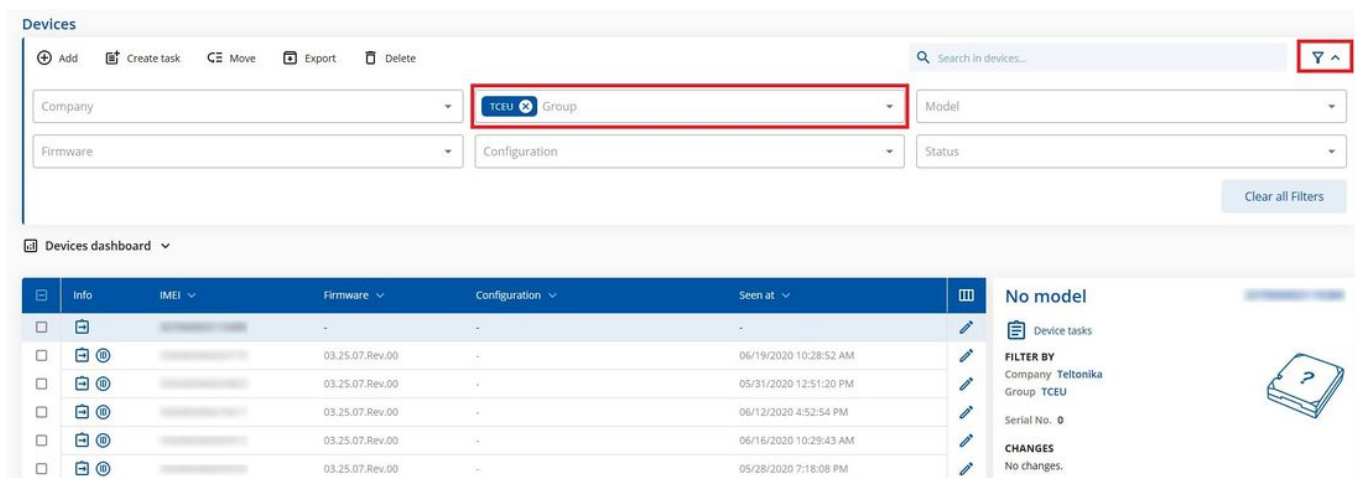 Devices
Add Create task Move Export Delete Search in devices...
Company TCEU Group Model
Firmware Configuration Status
Clear all Filters
Devices dashboard
Info IMEI Firmware Configuration Seen at
- - -
03.25.07.Rev.00 - 06/19/2020 10:28:52 AM
03.25.07.Rev.00 - 05/31/2020 12:51:20 PM
03.25.07.Rev.00 - 06/12/2020 4:52:54 PM
03.25.07.Rev.00 - 06/16/2020 10:29:43 AM
03.25.07.Rev.00 - 05/28/2020 7:18:08 PM
No model
Device tasks
FILTER BY
Company Teltonika
Group TCEU
Serial No. 0
CHANGES
No changes.
?